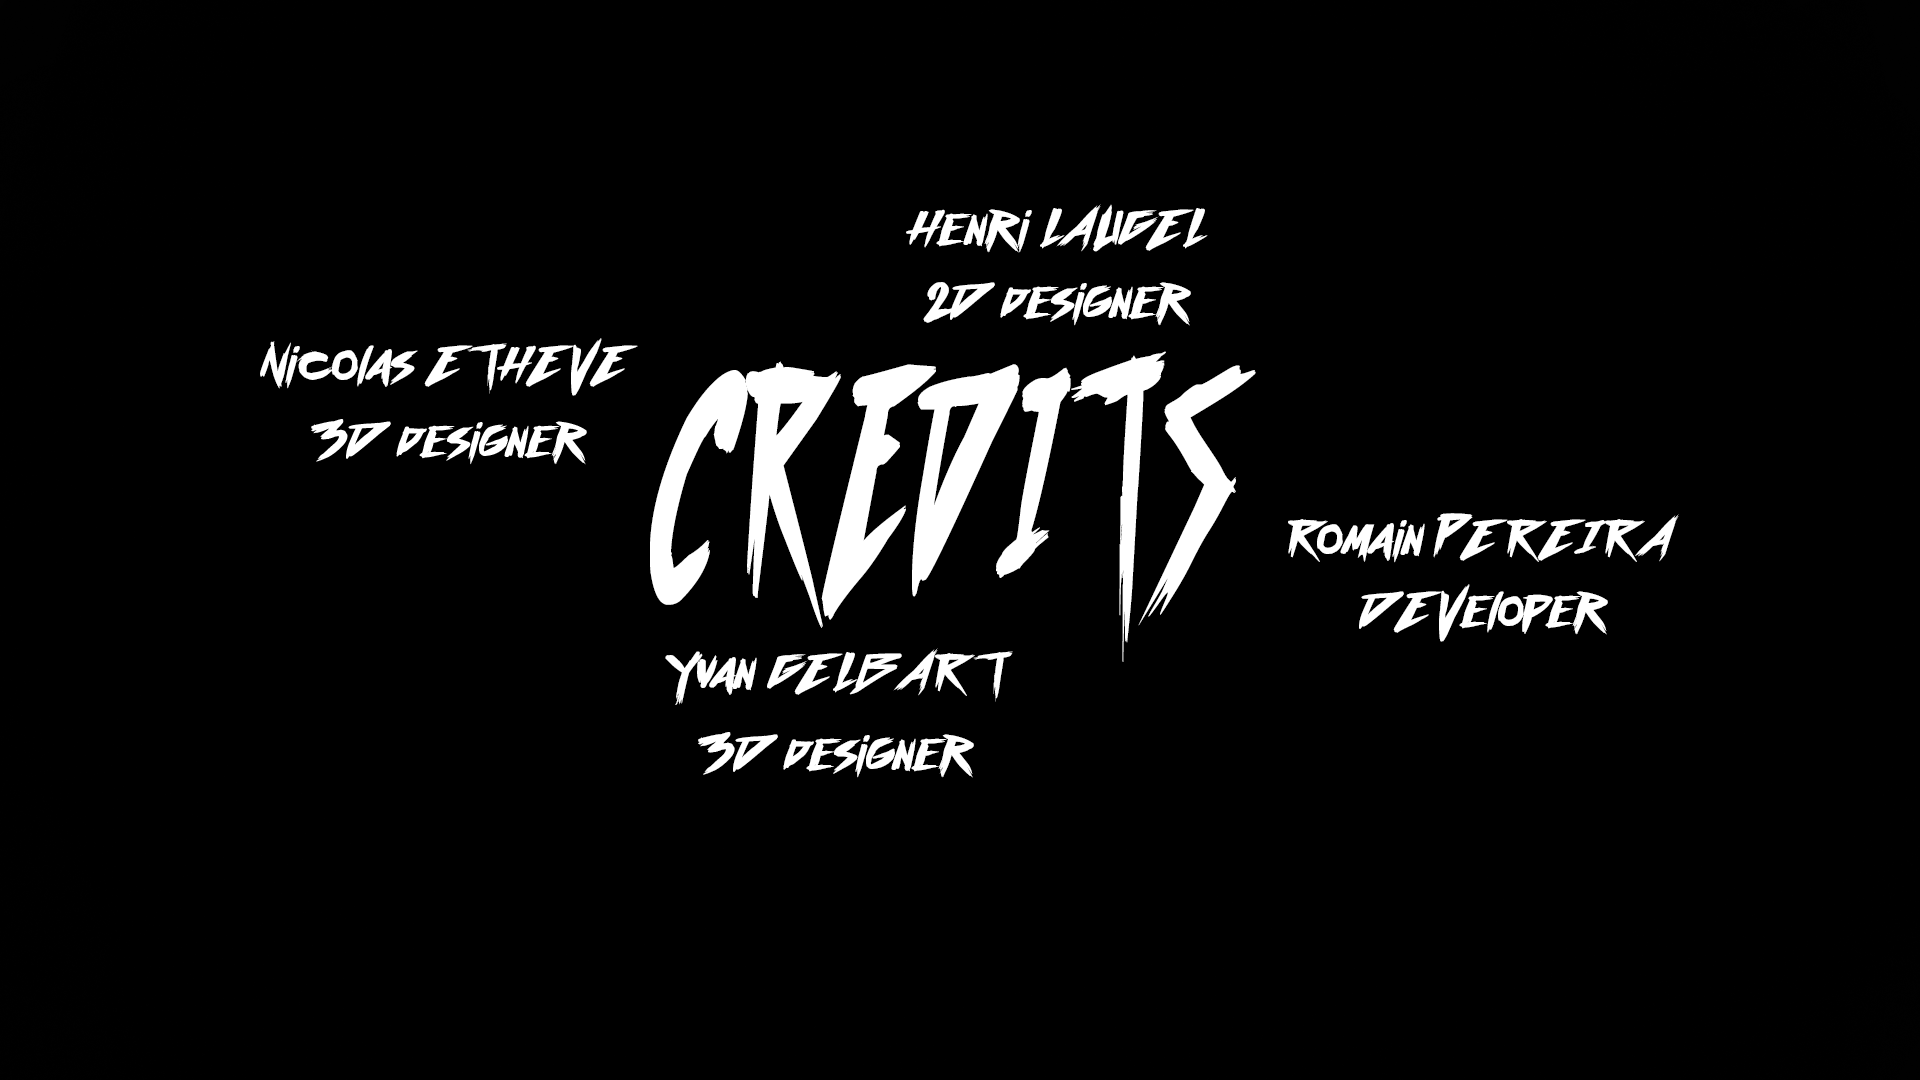 Henri LAUGEL
2D designer
Nicolas ETHEVE
3D designer
CREDITS
Romain PEREIRA
DEVeloper
Yvan GELBART
3D designer